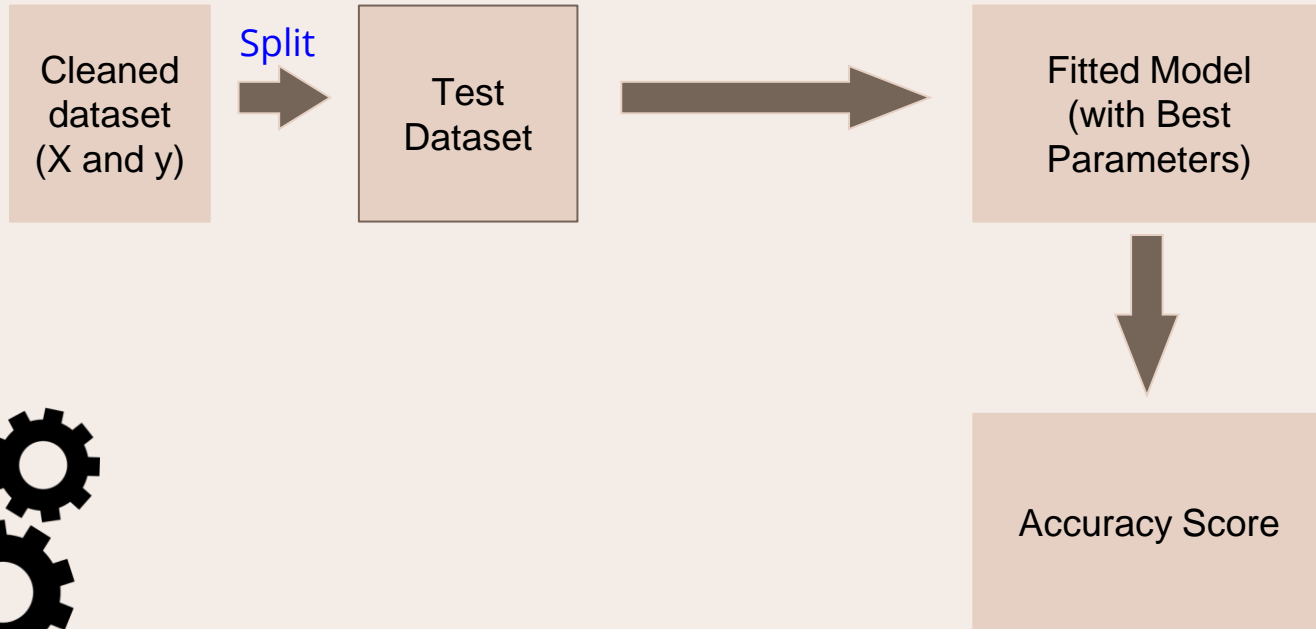 Cleaned
dataset
(X and y)
Split
Test
Dataset
Fitted Model
(with Best
Parameters)
Accuracy Score